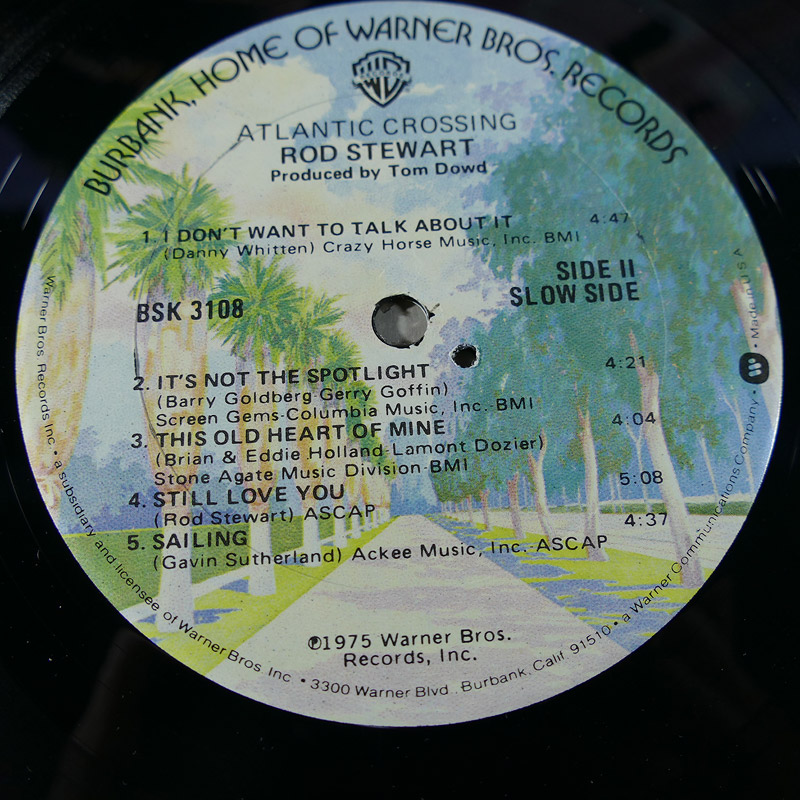 BURBANK, HOME OF WARNER BROS. RECORDS
ATLANTIC CROSSING
ROD STEWART
Produced by Tom Dowd
1. I DON'T WANT TO TALK ABOUT IT 4:47
(Danny Whitten) Crazy Horse Music, Inc. BMI
SIDE II
BSK 3108 SLOW SIDE
2. IT'S NOT THE SPOTLIGHT 4:21
(Barry Goldberg-Gerry Goffin)
Screen Gems-Columbia Music, Inc. BMI
3. THIS OLD HEART OF MINE 4:04
(Brian & Eddie Holland-Lamont Dozier)
Stone Agate Music Division-BMI
4. STILL LOVE YOU 5:08
(Rod Stewart) ASCAP
5. SAILING 4:37
(Gavin Sutherland) Ackee Music, Inc.-ASCAP
℗1975 Warner Bros.
Records, Inc.
Warner Bros. Records Inc. • a subsidiary and licensee of Warner Bros. Inc. • 3300 Warner Blvd., Burbank, Calif. 91510 • a Warner Communications Company • Made in U.S.A.